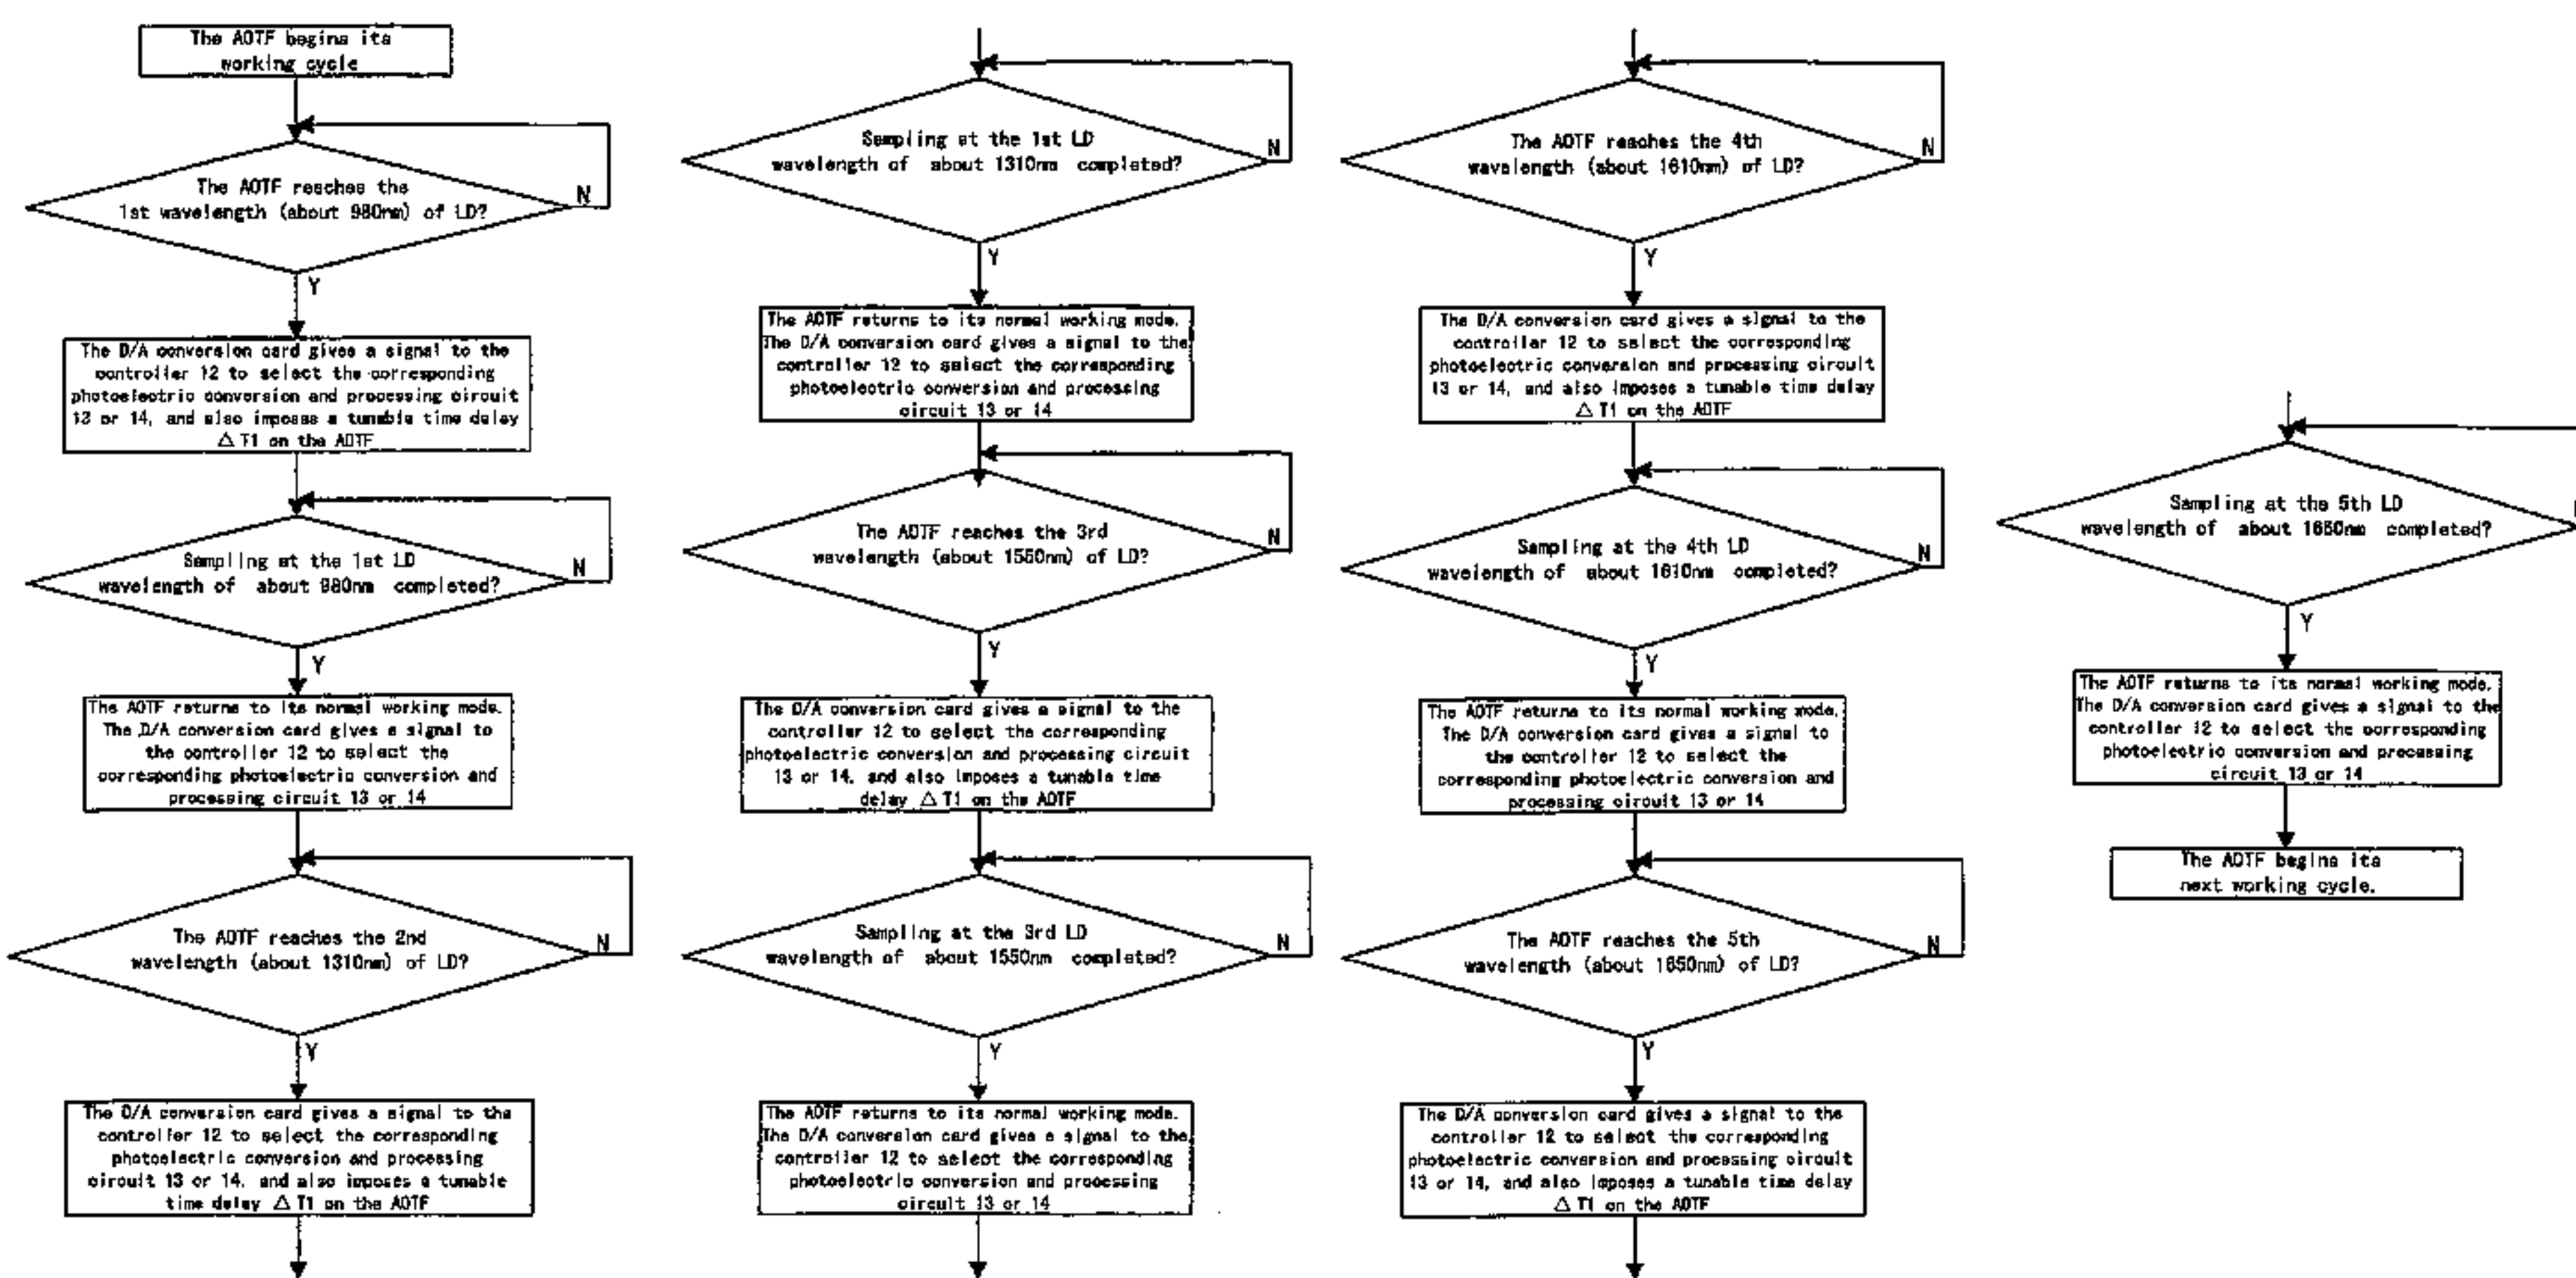 The AOTF begins its
working cycle
The AOTF reaches the
1st wavelength (about 980nm) of LD?
N
Y
The D/A conversion card gives a signal to the
controller 12 to select the corresponding
photoelectric conversion and processing circuit
13 or 14, and also imposes a tunable time delay
△ T1 on the AOTF
Sampling at the 1st LD
wavelength of about 980nm completed?
N
Y
The AOTF returns to its normal working mode.
The D/A conversion card gives a signal to
the controller 12 to select the
corresponding photoelectric conversion and
processing circuit 13 or 14
The AOTF reaches the 2nd
wavelength (about 1310nm) of LD?
N
Y
The D/A conversion card gives a signal to the
controller 12 to select the corresponding
photoelectric conversion and processing
circuit 13 or 14, and also imposes a tunable
time delay △ T1 on the AOTF
Sampling at the 1st LD
wavelength of about 1310nm completed?
N
Y
The AOTF returns to its normal working mode.
The D/A conversion card gives a signal to the
controller 12 to select the corresponding
photoelectric conversion and processing
circuit 13 or 14
The AOTF reaches the 3rd
wavelength (about 1550nm) of LD?
N
Y
The D/A conversion card gives a signal to the
controller 12 to select the corresponding
photoelectric conversion and processing circuit
13 or 14, and also imposes a tunable time
delay △ T1 on the AOTF
Sampling at the 3rd LD
wavelength of about 1550nm completed?
N
Y
The AOTF returns to its normal working mode.
The D/A conversion card gives a signal to the
controller 12 to select the corresponding
photoelectric conversion and processing
circuit 13 or 14
The AOTF reaches the 4th
wavelength (about 1610nm) of LD?
N
Y
The D/A conversion card gives a signal to the
controller 12 to select the corresponding
photoelectric conversion and processing circuit
13 or 14, and also imposes a tunable time delay
△ T1 on the AOTF
Sampling at the 4th LD
wavelength of about 1610nm completed?
N
Y
The AOTF returns to its normal working mode.
The D/A conversion card gives a signal to
the controller 12 to select the
corresponding photoelectric conversion and
processing circuit 13 or 14
The AOTF reaches the 5th
wavelength (about 1650nm) of LD?
N
Y
The D/A conversion card gives a signal to the
controller 12 to select the corresponding
photoelectric conversion and processing circuit
13 or 14, and also imposes a tunable time delay
△ T1 on the AOTF
Sampling at the 5th LD
wavelength of about 1650nm completed?
Y
The AOTF returns to its normal working mode.
The D/A conversion card gives a signal to the
controller 12 to select the corresponding
photoelectric conversion and processing
circuit 13 or 14
The AOTF begins its
next working cycle.